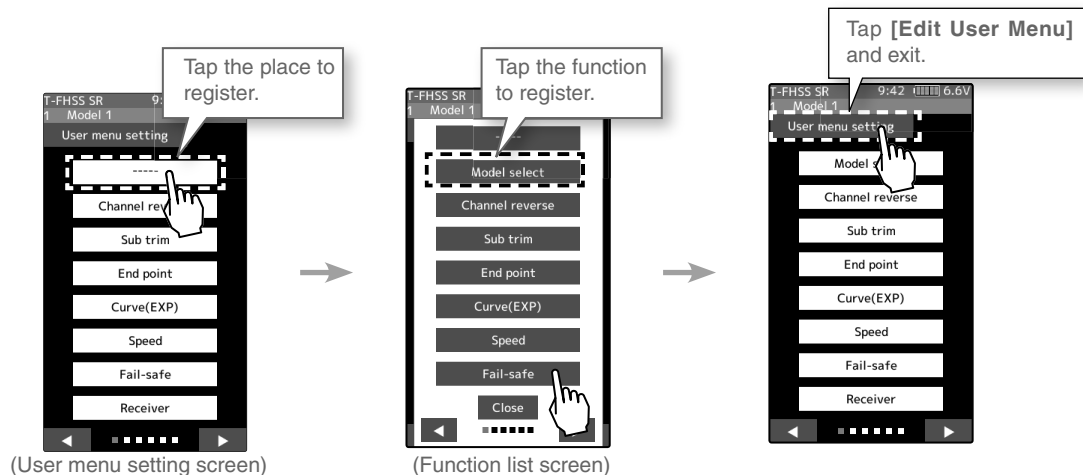 Tap [Edit User Menu]
and exit.
Tap the place to
register.
Tap the function
to register.
T-FHSS SR 9:
1 Model 1
User menu setting
-----
Channel rev
Sub trim
End point
Curve(EXP)
Speed
Fail-safe
Receiver
(User menu setting screen)
T-FHSS SR
1 Model 1
-----
Model select
Channel reverse
Sub trim
End point
Curve(EXP)
Speed
Fail-safe
Close
(Function list screen)
T-FHSS SR 9:42 6.6V
1 Model 1
User menu setting
Model s
Channel reverse
Sub trim
End point
Curve(EXP)
Speed
Fail-safe
Receiver